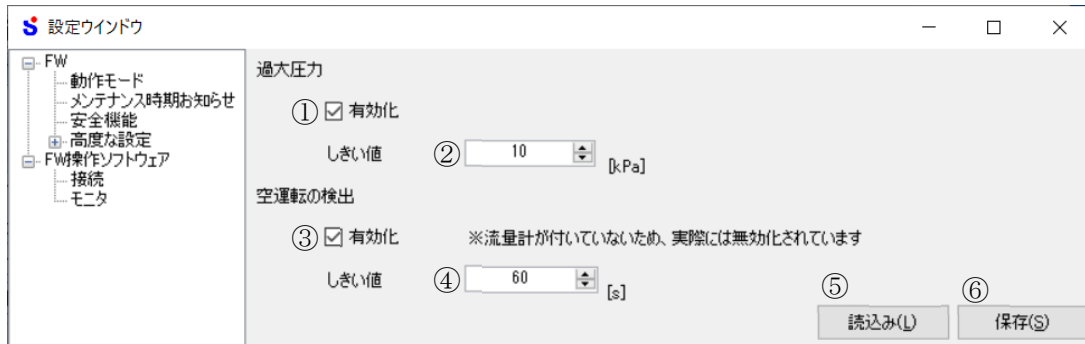 設定ウインドウ
FW
動作モード
メンテナンス時期お知らせ
安全機能
高度な設定
FW操作ソフトウェア
接続
モニタ
過大圧力
① 有効化
しきい値 ② 10 [kPa]
空運転の検出
③ 有効化 ※流量計が付いていないため、実際には無効化されています
しきい値 ④ 60 [s]
⑤ ⑥
読込み(L) 保存(S)